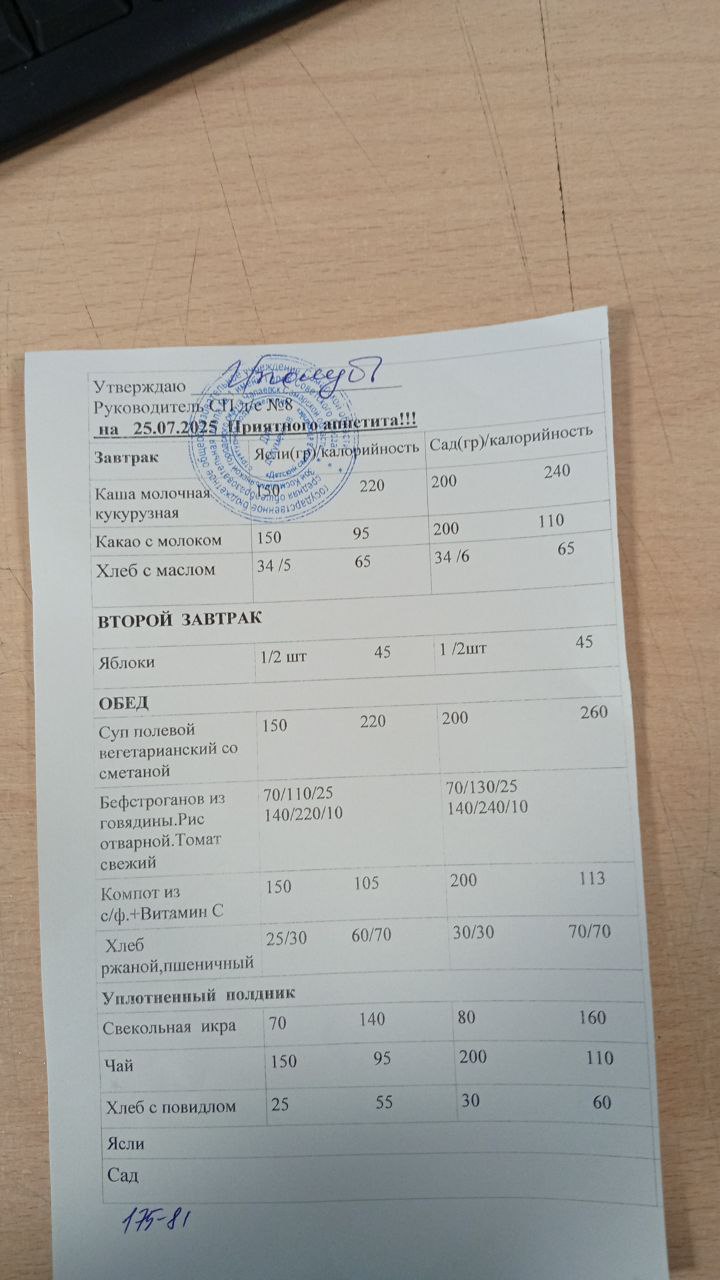 Утверждаю
Руководитель СП д/с №8
на 25.07.2025 Приятного аппетита!!!
Завтрак Ясли(гр)/калорийность Сад(гр)/калорийность
Каша молочная 150 220 200 240
кукурузная
Какао с молоком 150 95 200 110
Хлеб с маслом 34 /5 65 34 /6 65
ВТОРОЙ ЗАВТРАК
Яблоки 1/2 шт 45 1 /2шт 45
ОБЕД
Суп полевой 150 220 200 260
вегетарианский со
сметаной
Бефстроганов из 70/110/25 70/130/25
говядины.Рис 140/220/10 140/240/10
отварной.Томат
свежий
Компот из 150 105 200 113
с/ф.+Витамин С
Хлеб 25/30 60/70 30/30 70/70
ржаной,пшеничный
Уплотненный полдник
Свекольная икра 70 140 80 160
Чай 150 95 200 110
Хлеб с повидлом 25 55 30 60
Ясли
Сад
175-81